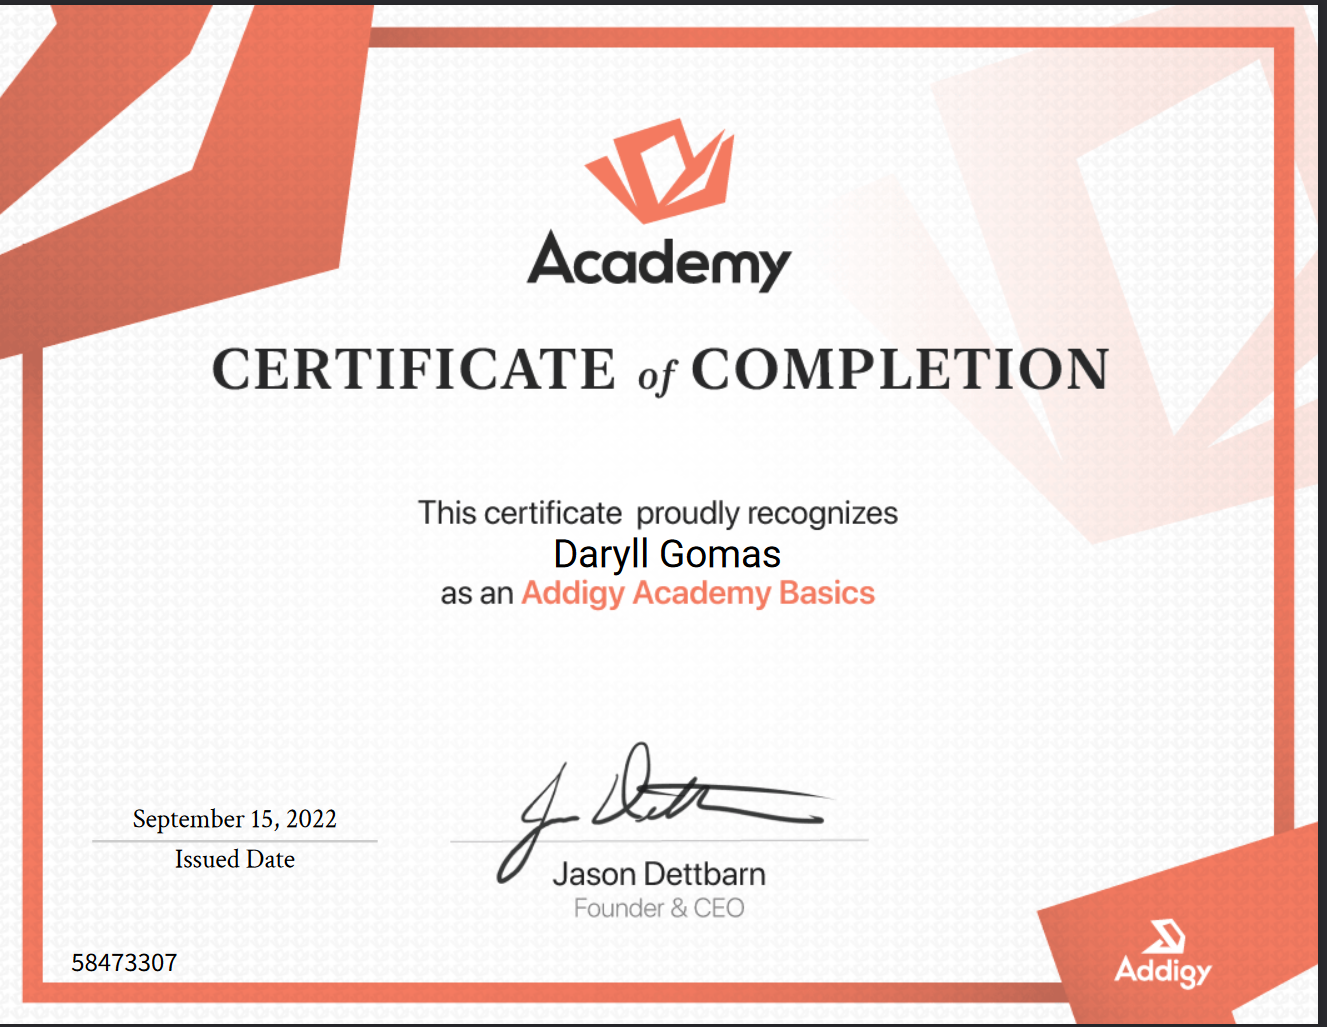 Academy
CERTIFICATE of COMPLETION
This certificate proudly recognizes
Daryll Gomas
as an Addigy Academy Basics
September 15, 2022
Issued Date
Jason Dettbarn
Founder & CEO
58473307
Addigy